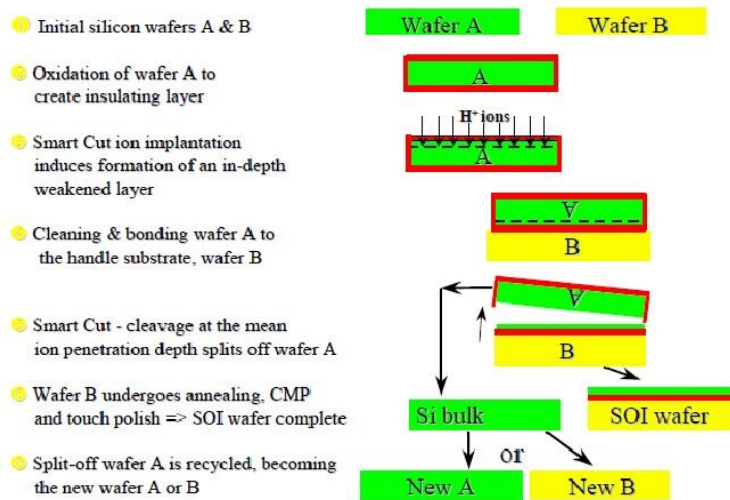 Initial silicon wafers A & B
Wafer A
Wafer B
Oxidation of wafer A to
create insulating layer
A
Smart Cut ion implantation
induces formation of an in-depth
weakened layer
H+ ions
A
Cleaning & bonding wafer A to
the handle substrate, wafer B
A
B
Smart Cut - cleavage at the mean
ion penetration depth splits off wafer A
A
B
Wafer B undergoes annealing, CMP
and touch polish => SOI wafer complete
Si bulk
SOI wafer
Split-off wafer A is recycled, becoming
the new wafer A or B
or
New A
New B